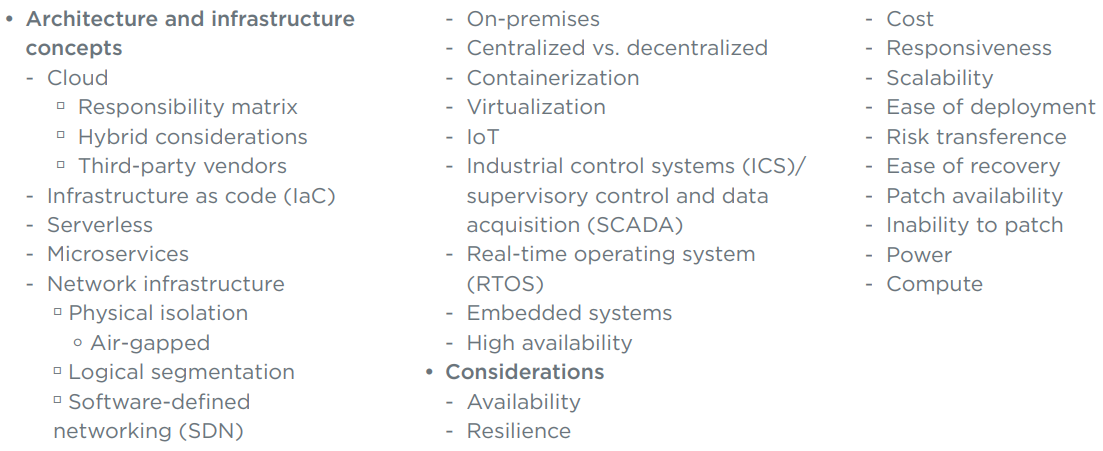 • Architecture and infrastructure
concepts
- Cloud
▫ Responsibility matrix
▫ Hybrid considerations
▫ Third-party vendors
- Infrastructure as code (IaC)
- Serverless
- Microservices
- Network infrastructure
▫ Physical isolation
○ Air-gapped
▫ Logical segmentation
▫ Software-defined
networking (SDN)
- On-premises
- Centralized vs. decentralized
- Containerization
- Virtualization
- IoT
- Industrial control systems (ICS)/
supervisory control and data
acquisition (SCADA)
- Real-time operating system
(RTOS)
- Embedded systems
- High availability
• Considerations
- Availability
- Resilience
- Cost
- Responsiveness
- Scalability
- Ease of deployment
- Risk transference
- Ease of recovery
- Patch availability
- Inability to patch
- Power
- Compute